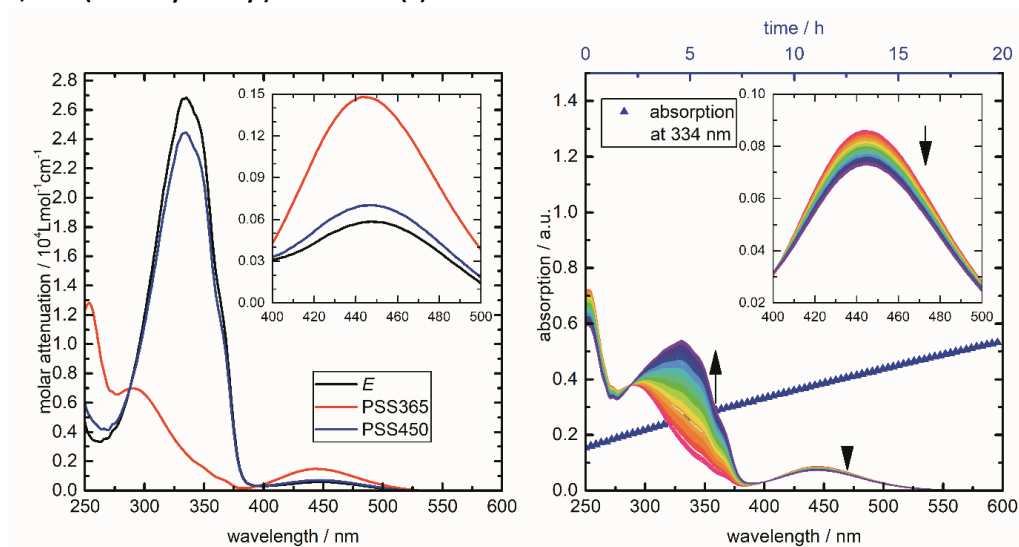 time / h
0 5 10 15 20
2.8
2.6
2.4
2.2
2.0
1.8
1.6
1.4
1.2
1.0
0.8
0.6
0.4
0.2
0.0
molar attenuation / 10⁴Lmol⁻¹cm⁻¹
250 300 350 400 450 500 550 600
wavelength / nm
0.15
0.12
0.09
0.06
0.03
0.00
400 420 440 460 480 500
E
PSS365
PSS450
1.4
1.2
1.0
0.8
0.6
0.4
0.2
0.0
absorption / a.u.
250 300 350 400 450 500 550 600
wavelength / nm
absorption
at 334 nm
0.10
0.08
0.06
0.04
0.02
400 420 440 460 480 500